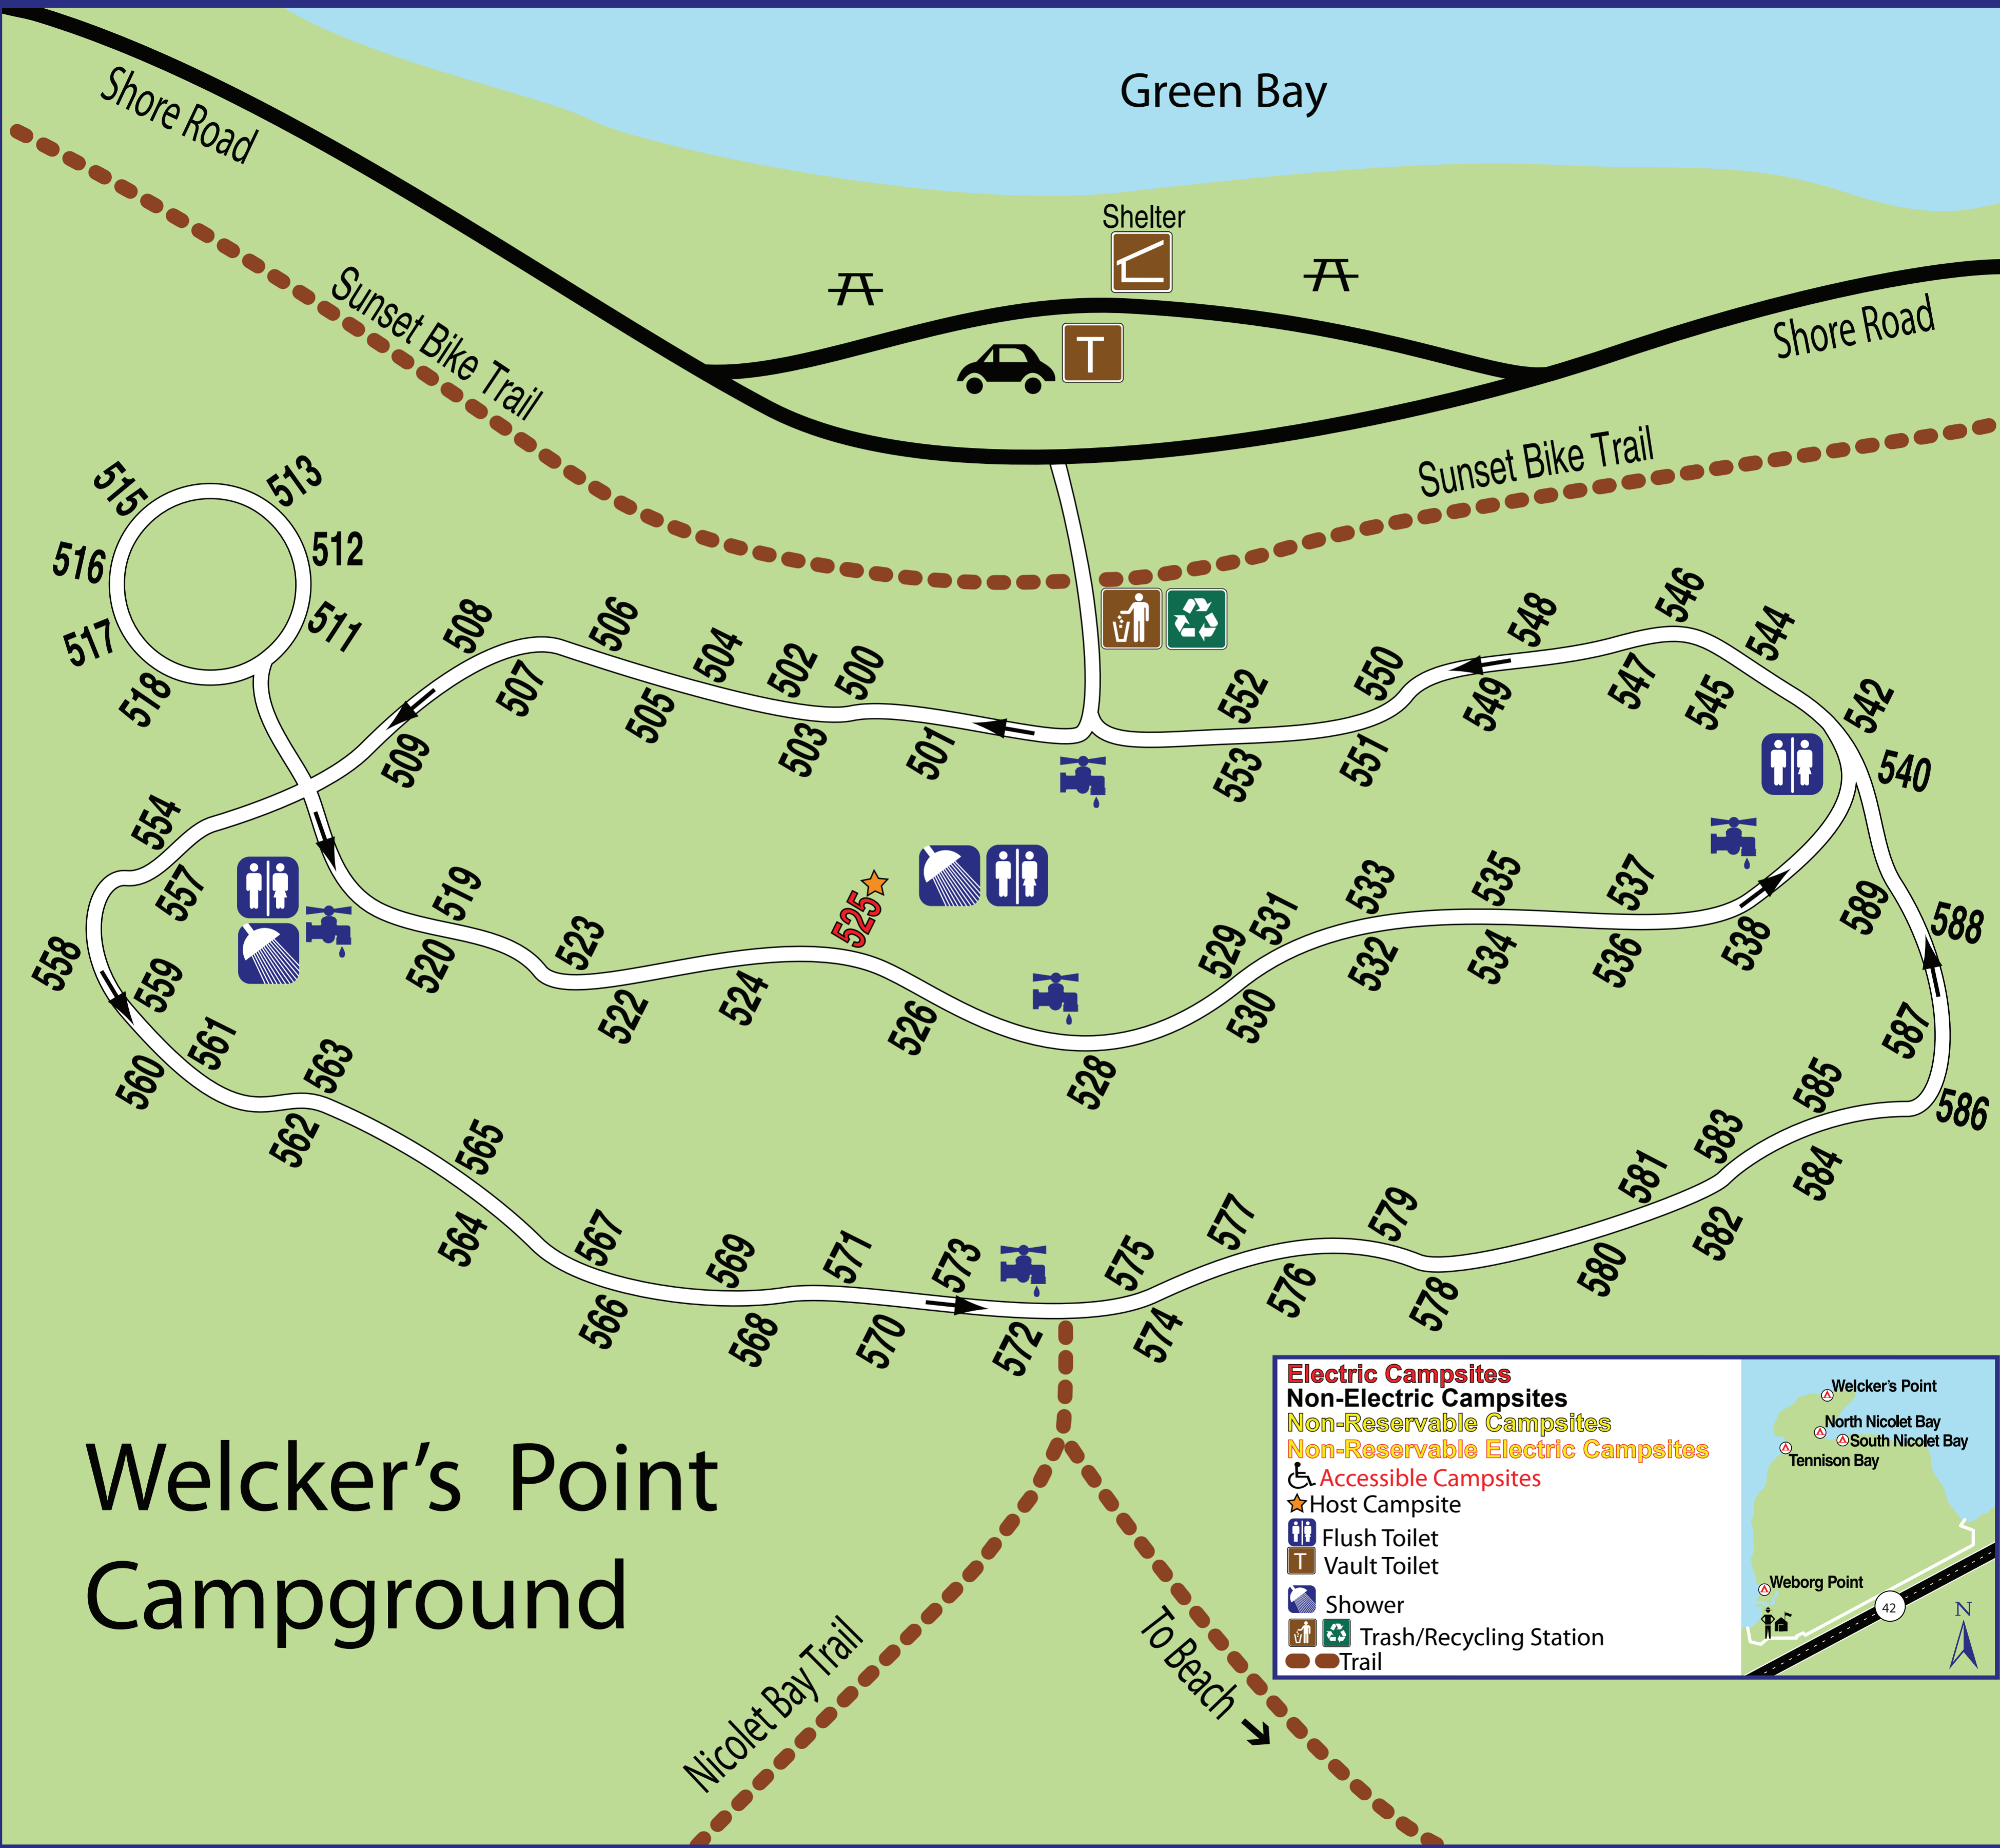 Green Bay
Shore Road
Shelter
T
Sunset Bike Trail
Shore Road
Sunset Bike Trail
515
513
516
512
517
511
518
508
506
504
502
500
507
505
503
501
509
552
550
548
546
544
542
553
551
549
547
545
540
554
557
519
520
523
522
524
525
526
528
529
531
530
533
532
535
534
537
536
538
589
588
587
586
558
559
560
561
562
563
565
564
567
566
569
568
571
570
573
572
575
574
577
576
579
578
581
580
583
582
585
584
Welcker’s Point
Campground
Nicolet Bay Trail
To Beach
Electric Campsites
Non-Electric Campsites
Non-Reservable Campsites
Non-Reservable Electric Campsites
Accessible Campsites
Host Campsite
Flush Toilet
T Vault Toilet
Shower
Trash/Recycling Station
Trail
Welcker’s Point
North Nicolet Bay
South Nicolet Bay
Tennison Bay
Weborg Point
42
N